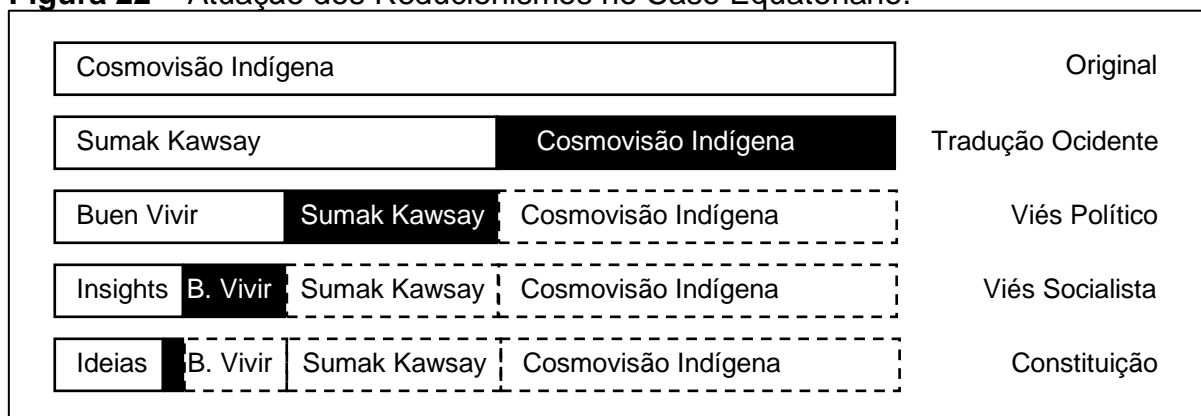 Figura 22 – Atuação dos Reducionismos no Caso Equatoriano.
Cosmovisão Indígena Original
Sumak Kawsay Cosmovisão Indígena Tradução Ocidente
Buen Vivir Sumak Kawsay Cosmovisão Indígena Viés Político
Insights B. Vivir Sumak Kawsay Cosmovisão Indígena Viés Socialista
Ideias B. Vivir Sumak Kawsay Cosmovisão Indígena Constituição